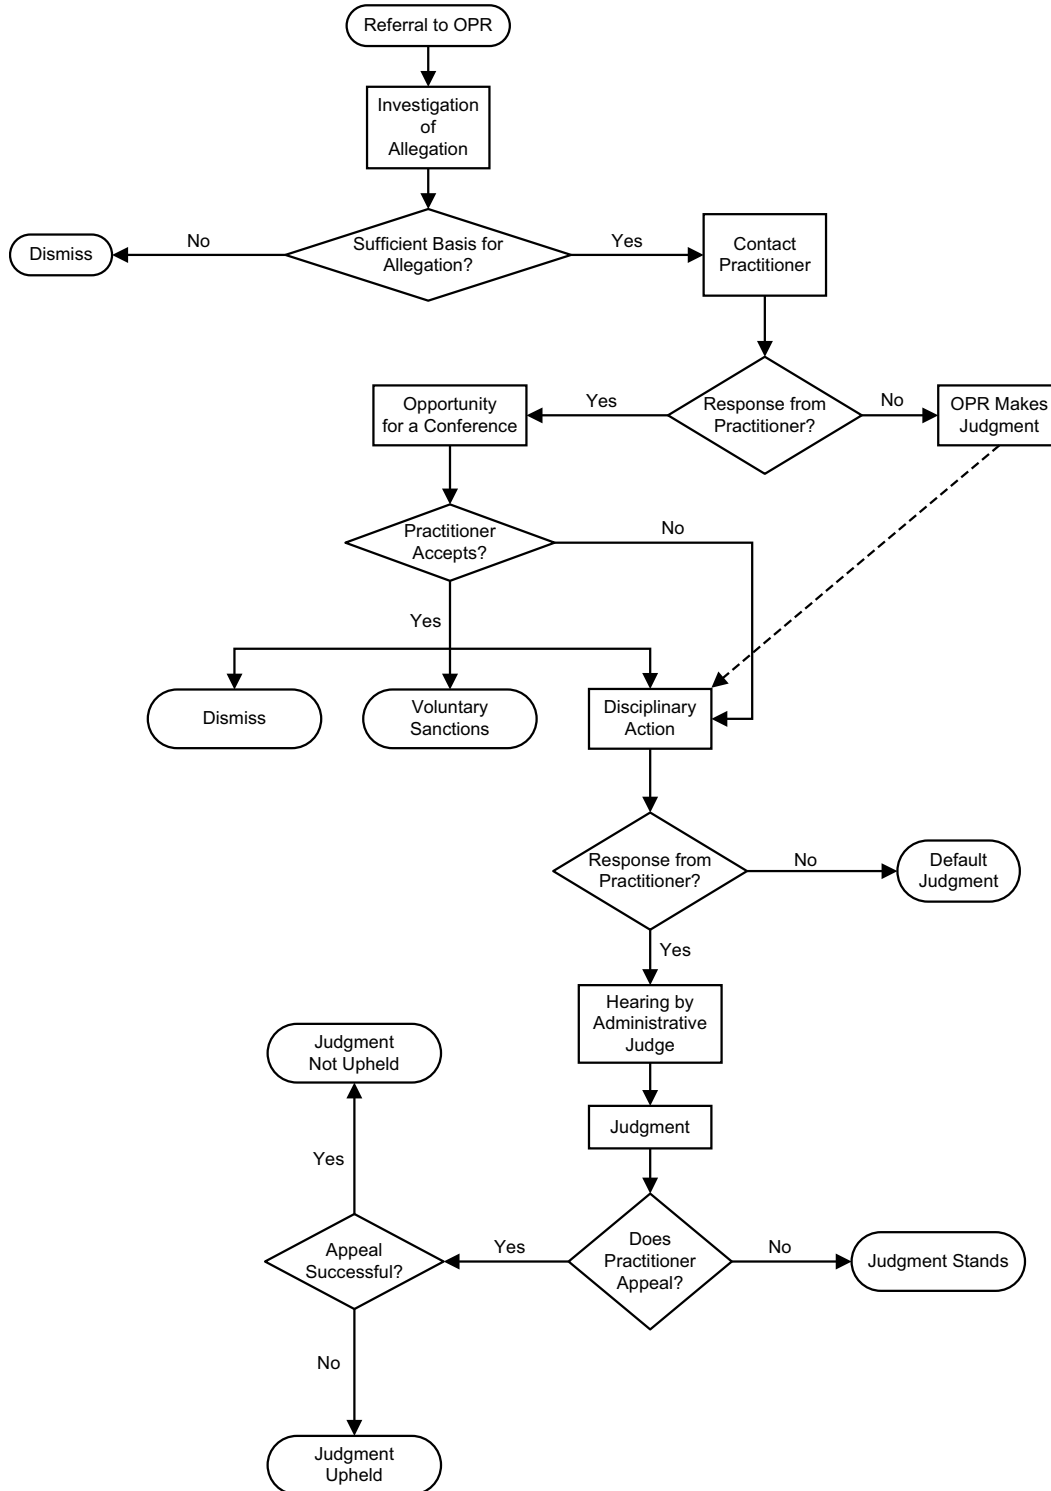 Referral to OPR
Investigation
of
Allegation
Sufficient Basis for
Allegation?
No
Dismiss
Yes
Contact
Practitioner
Response from
Practitioner?
Yes
No
Opportunity
for a Conference
OPR Makes
Judgment
Practitioner
Accepts?
No
Yes
Dismiss
Voluntary
Sanctions
Disciplinary
Action
Response from
Practitioner?
No
Default
Judgment
Yes
Hearing by
Administrative
Judge
Judgment
Not Upheld
Judgment
Yes
Does
Practitioner
Appeal?
Yes
No
Appeal
Successful?
Judgment Stands
No
Judgment
Upheld